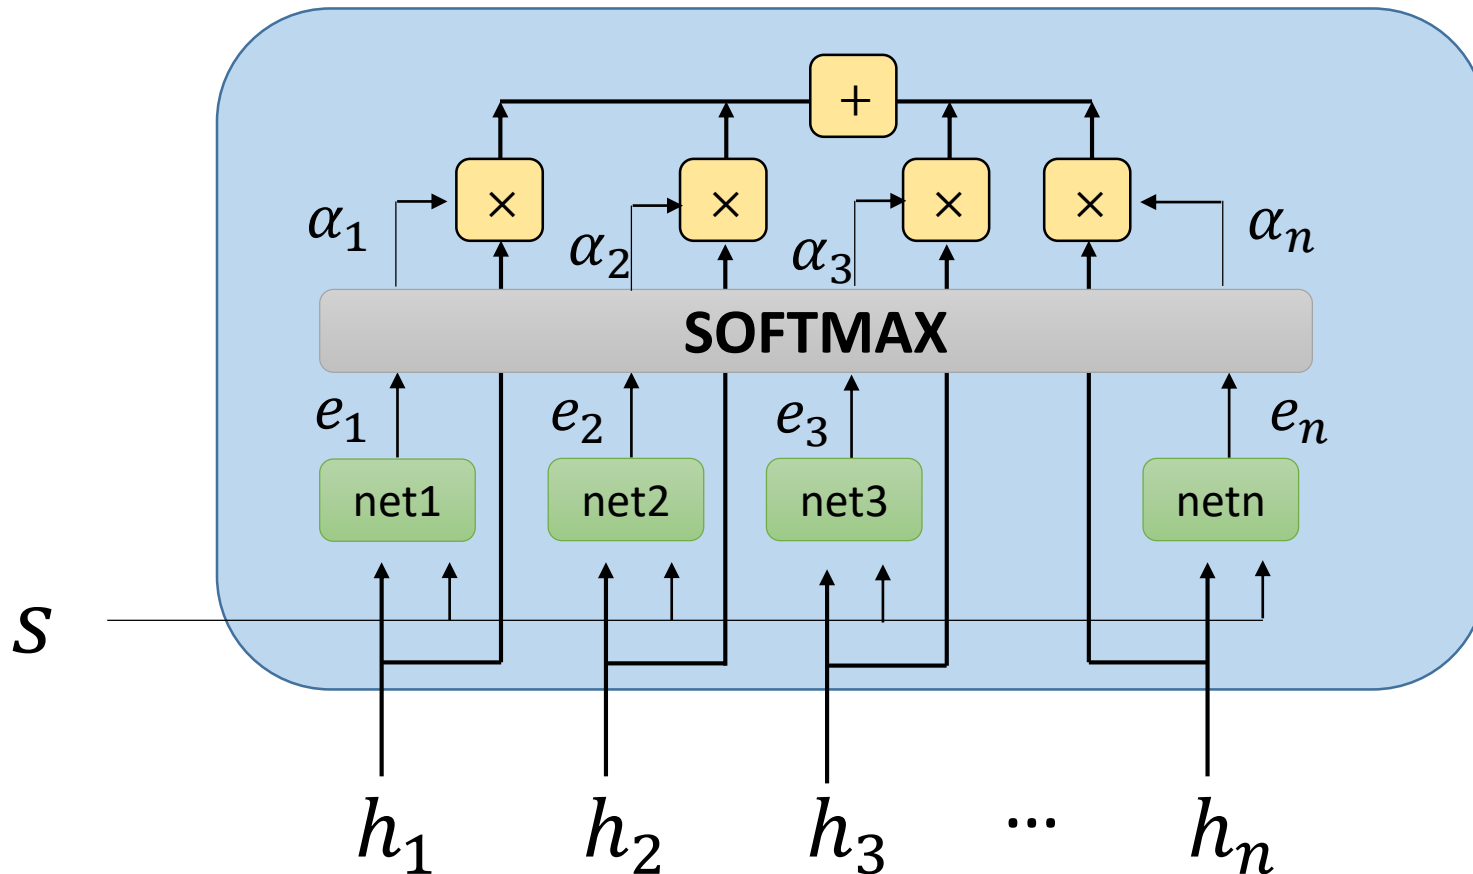 +
× × × ×
α₁ α₂ α₃ αₙ
SOFTMAX
e₁ e₂ e₃ eₙ
net1 net2 net3 netn
s
h₁ h₂ h₃ ... hₙ